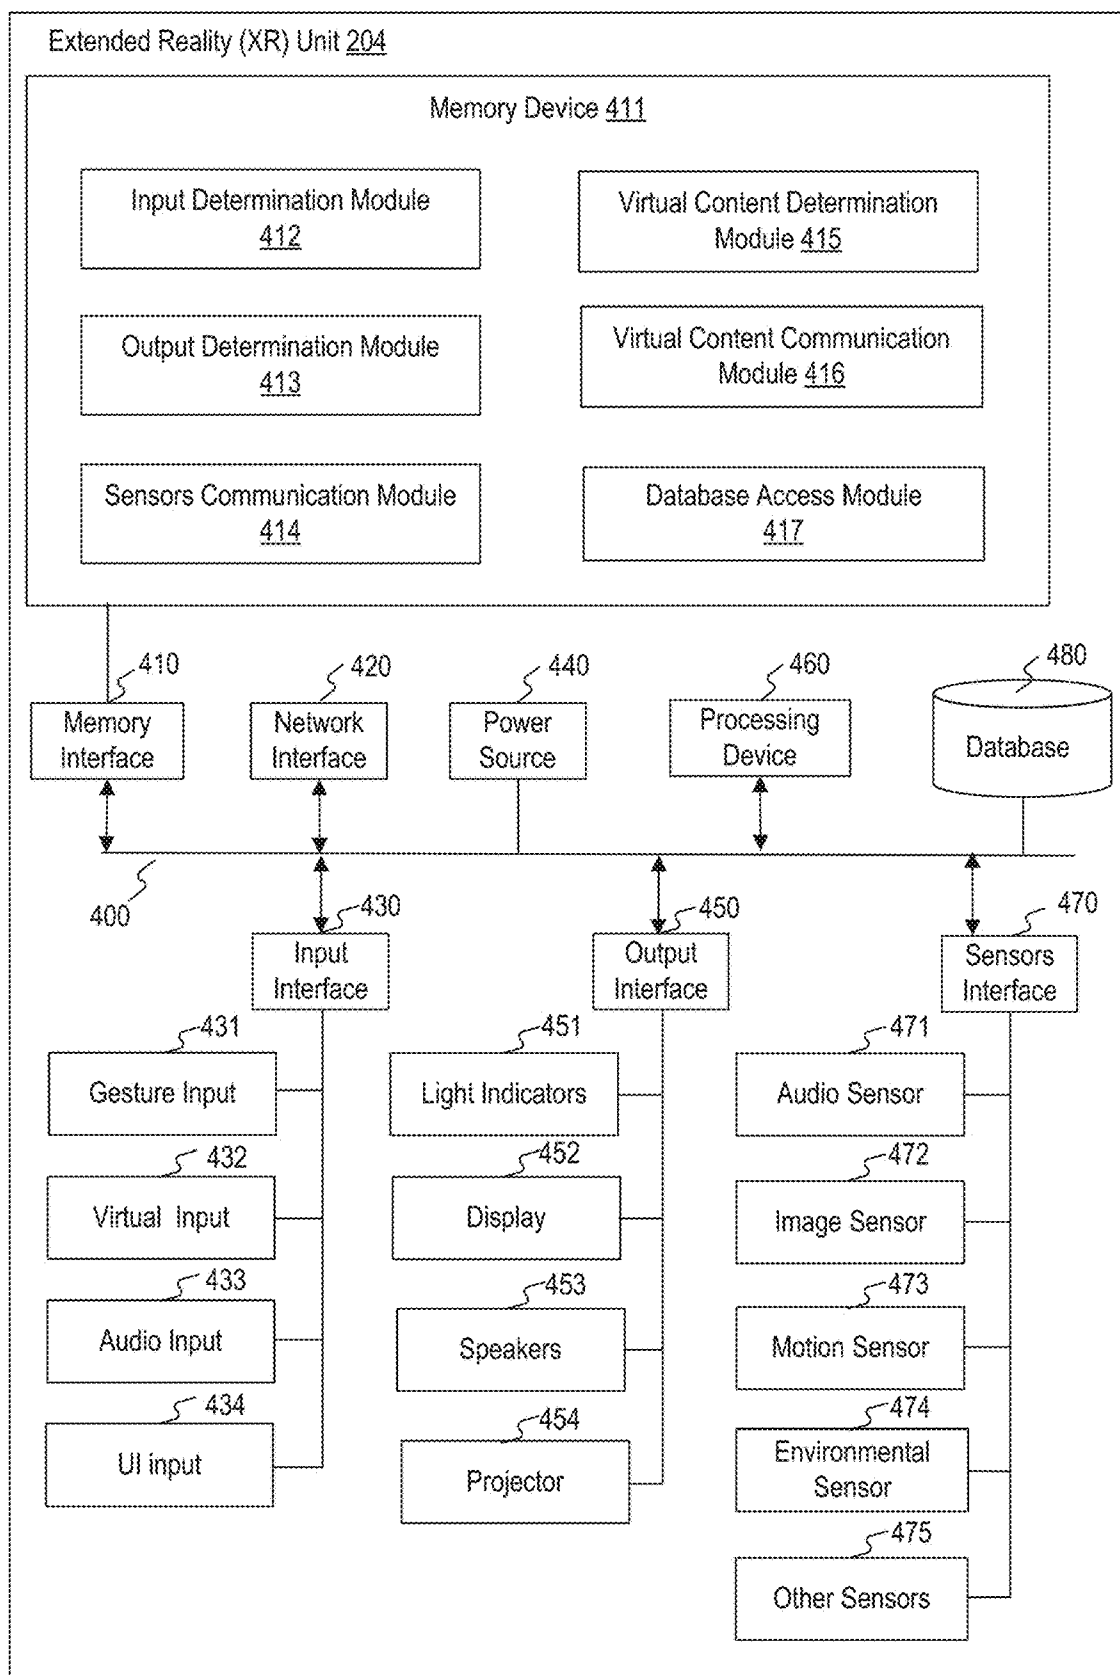 Extended Reality (XR) Unit 204
Memory Device 411
Input Determination Module
412
Virtual Content Determination
Module 415
Output Determination Module
413
Virtual Content Communication
Module 416
Sensors Communication Module
414
Database Access Module
417
410
420
440
460
480
Memory
Interface
Network
Interface
Power
Source
Processing
Device
Database
400
430
450
470
Input
Interface
Output
Interface
Sensors
Interface
431
Gesture Input
432
Virtual Input
433
Audio Input
434
UI input
451
Light Indicators
452
Display
453
Speakers
454
Projector
471
Audio Sensor
472
Image Sensor
473
Motion Sensor
474
Environmental
Sensor
475
Other Sensors